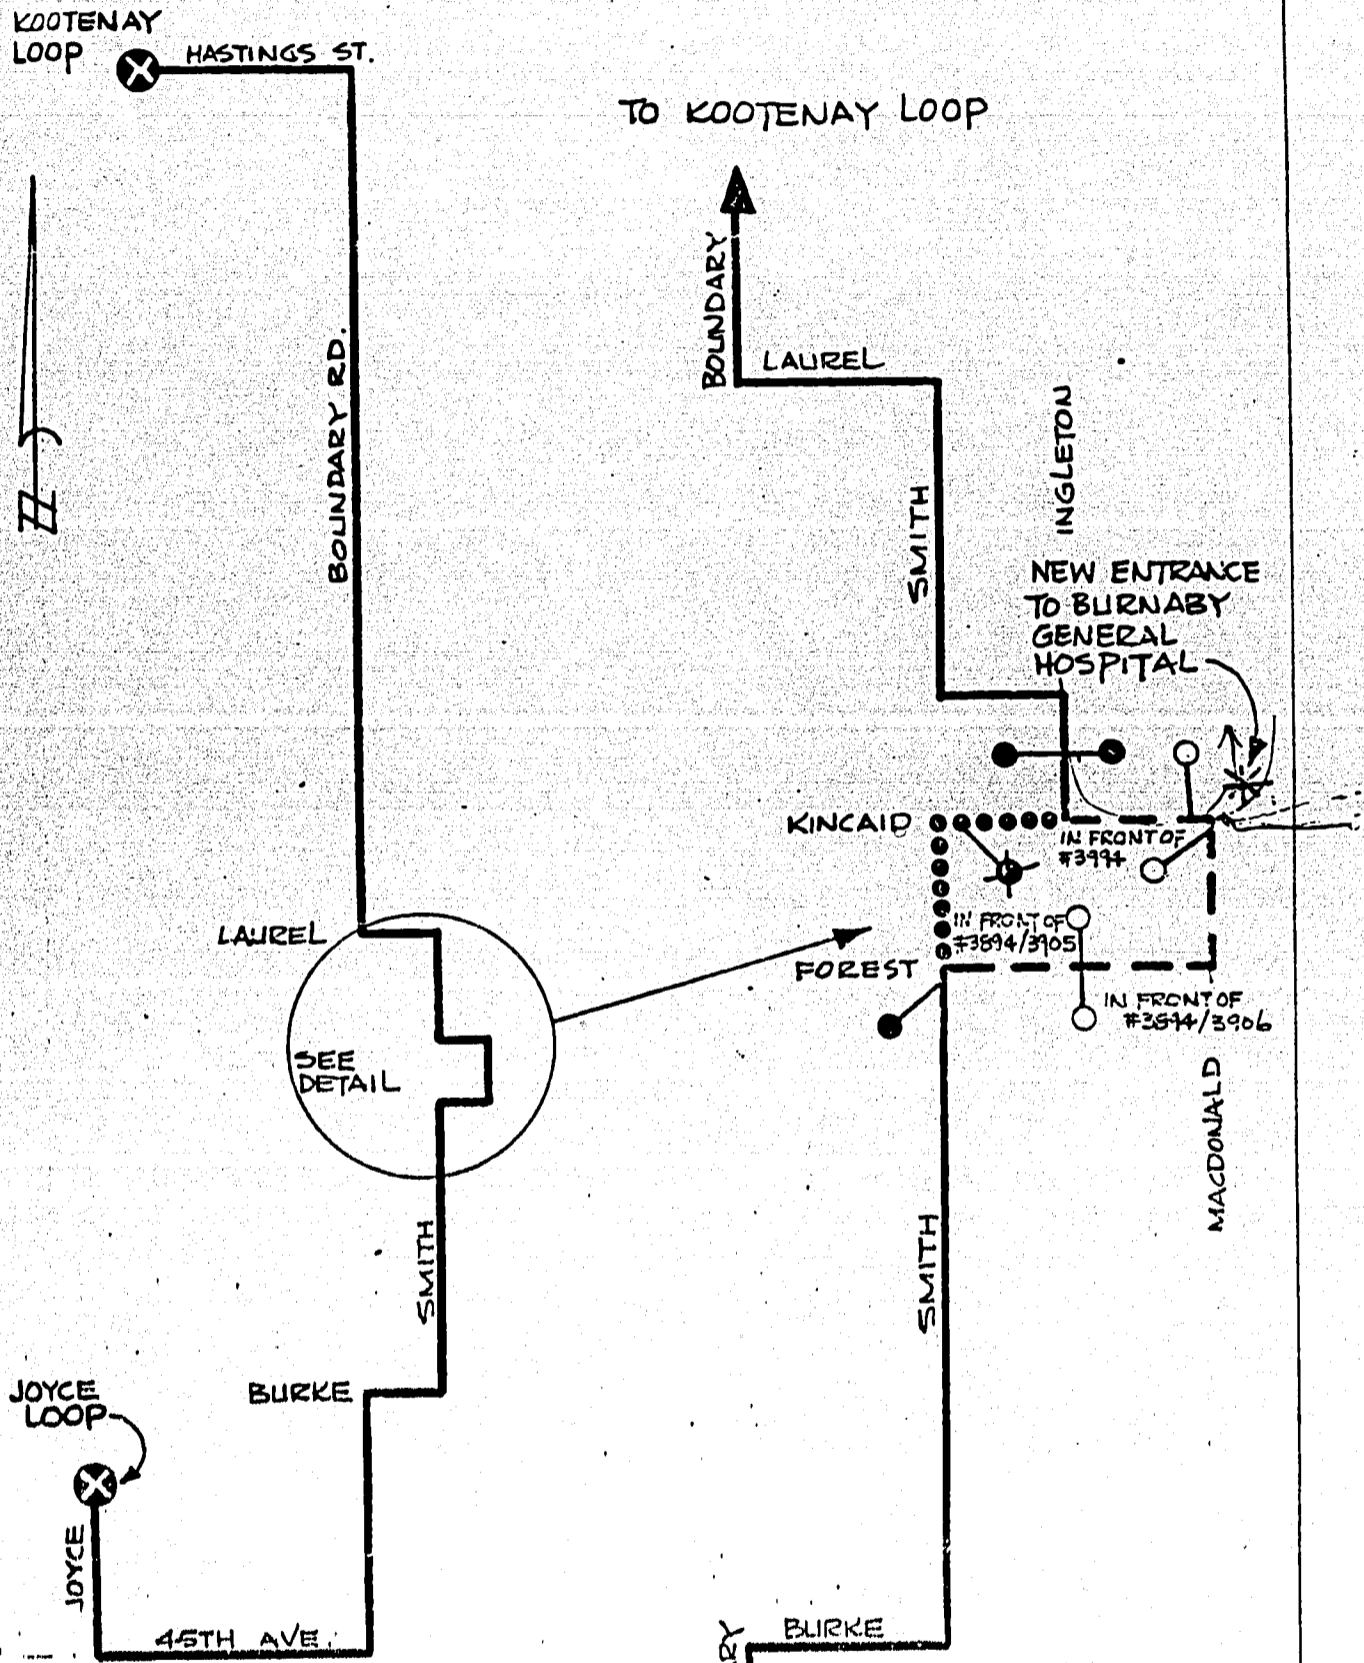 KOOTENAY
LOOP
HASTINGS ST.
BOUNDARY RD.
LAUREL
SEE
DETAIL
SMITH
BURKE
JOYCE
LOOP
JOYCE
45TH AVE.
TO KOOTENAY LOOP
BOUNDARY
LAUREL
SMITH
INGLETON
NEW ENTRANCE
TO BURNABY
GENERAL
HOSPITAL
KINCAID
IN FRONT OF
#3994
IN FRONT OF
#3894/3905
FOREST
IN FRONT OF
#3894/3906
MACDONALD
SMITH
BURKE
RY